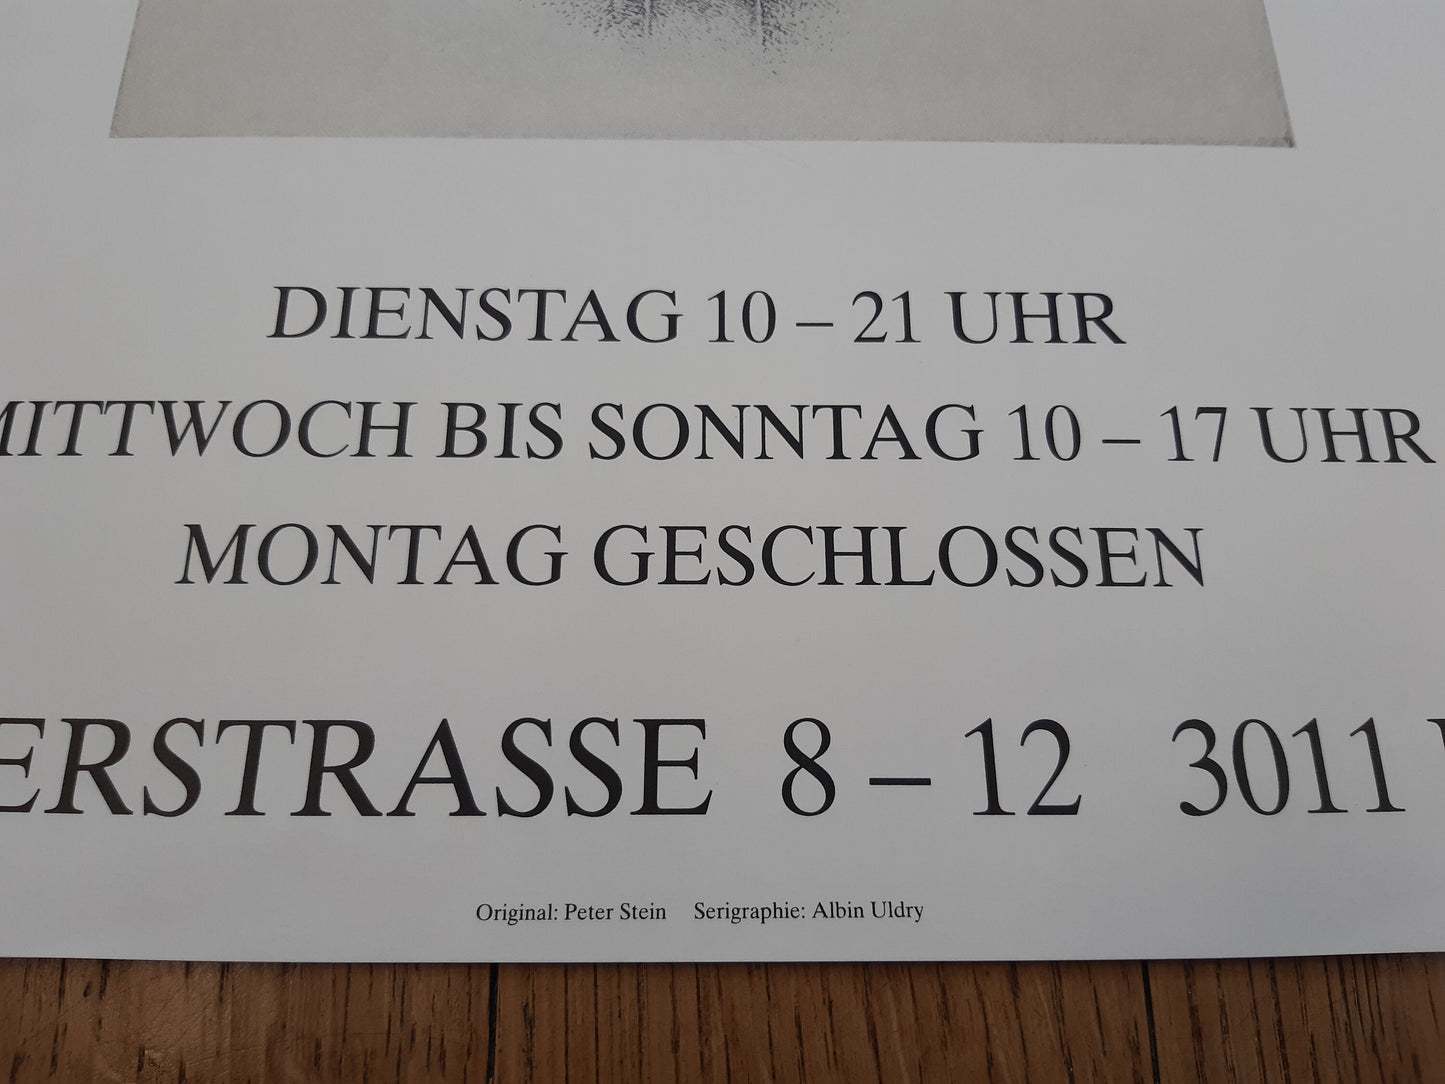 DIENSTAG 10 – 21 UHR
MITTWOCH BIS SONNTAG 10 – 17 UHR
MONTAG GESCHLOSSEN
ERSTRASSE 8 – 12 3011
Original: Peter Stein Serigraphie: Albin Uldry